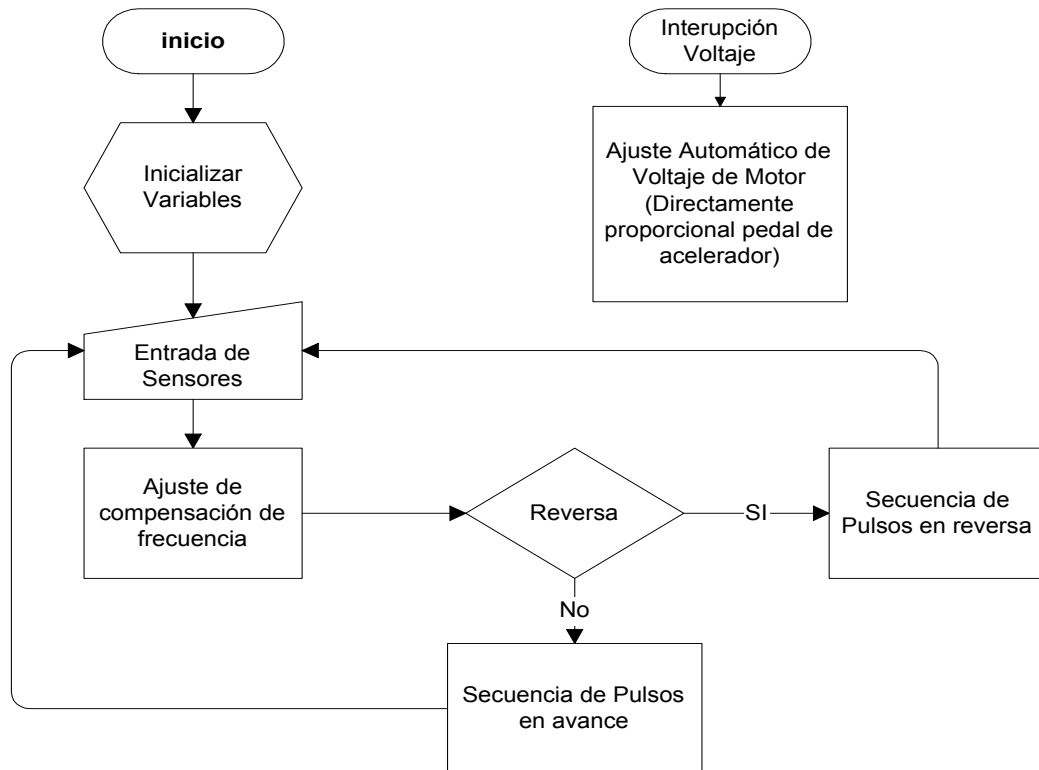 inicio
Interupción
Voltaje
Inicializar
Variables
Ajuste Automático de
Voltaje de Motor
(Directamente
proporcional pedal de
acelerador)
Entrada de
Sensores
Ajuste de
compensación de
frecuencia
Reversa
SI
Secuencia de
Pulsos en reversa
No
Secuencia de Pulsos
en avance